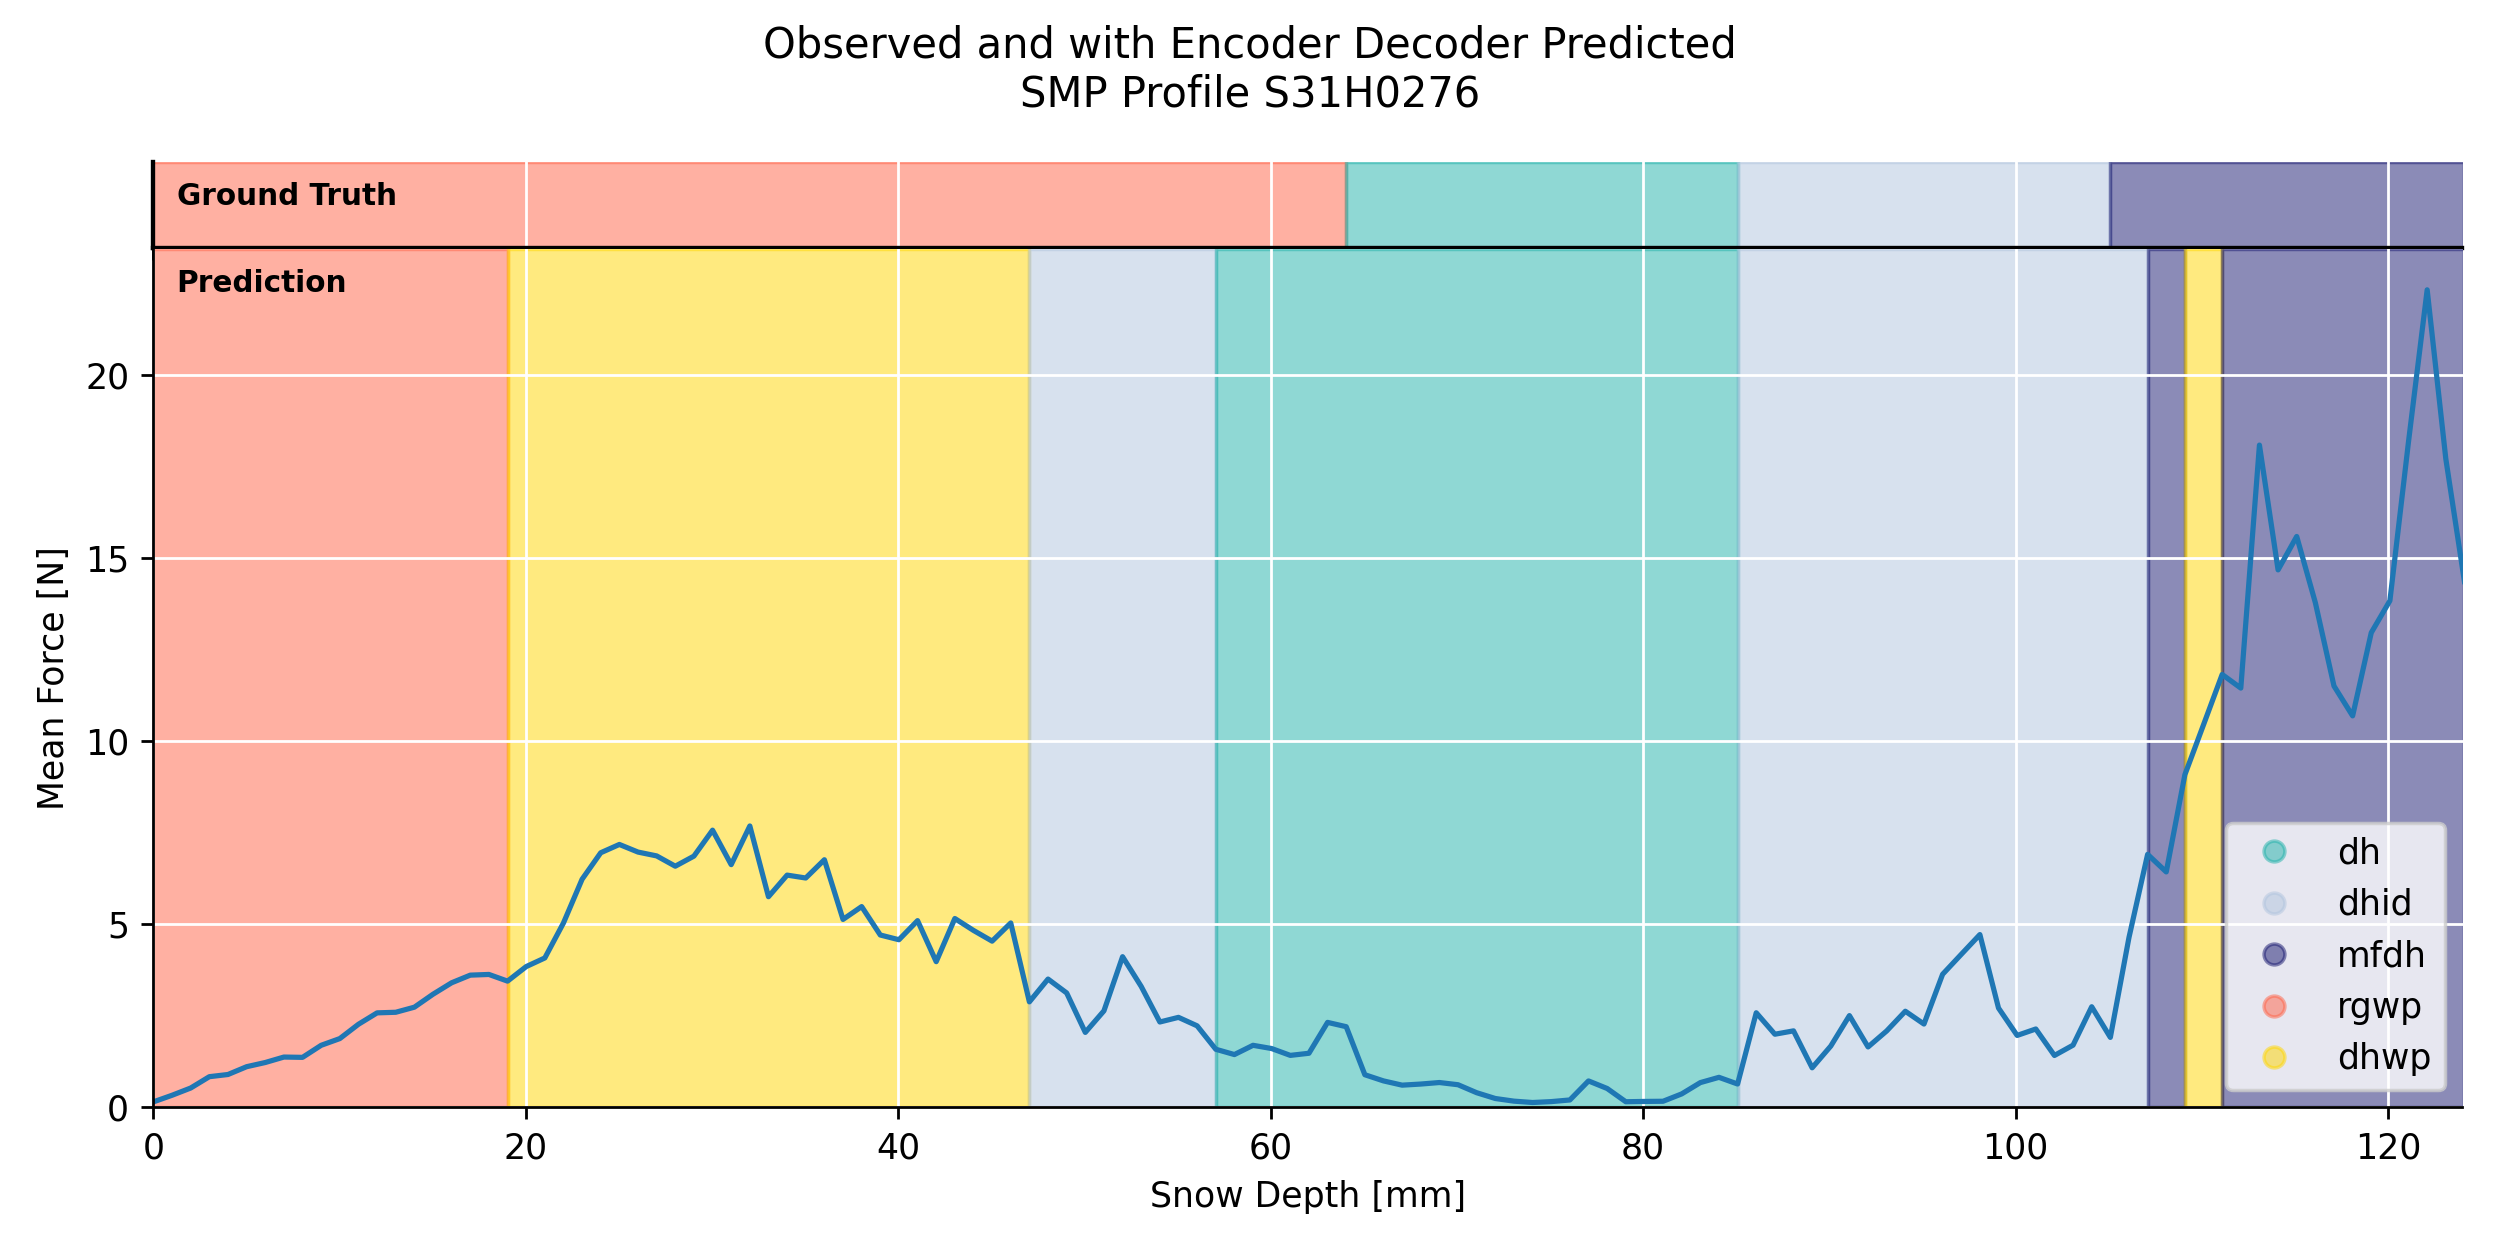 Observed and with Encoder Decoder Predicted
SMP Profile S31H0276
Ground Truth
Prediction
20
15
10
5
0
Mean Force [N]
dh
dhid
mfdh
rgwp
dhwp
0 20 40 60 80 100 120
Snow Depth [mm]